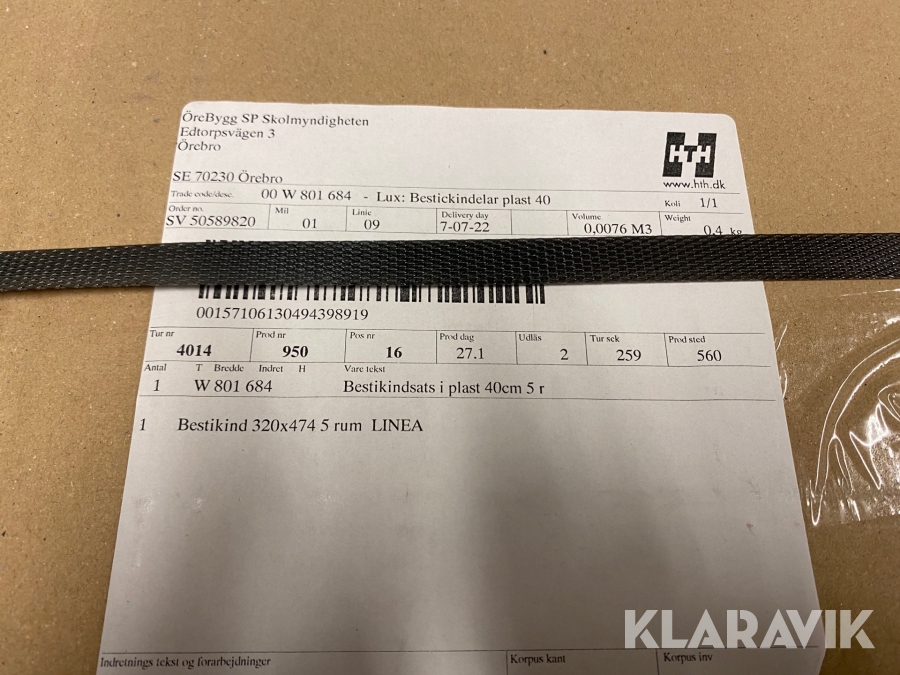 ÖreBygg SP Skolmyndigheten
Edtorpsvägen 3
Örebro
HTH
SE 70230 Örebro
www.hth.dk
Trade code/desc. 00 W 801 684 - Lux: Bestickindelar plast 40
Koli 1/1
Order no. Mil Linie Delivery day Volume Weight
SV 50589820 01 09 7-07-22 0,0076 M3 0,4 kg
00157106130494398919
Tur nr Prod nr Pos nr Prod dag Udlås Tur sek Prod sted
4014 950 16 27.1 2 259 560
Antal T Bredde Indret H Vare tekst
1 W 801 684 Bestikindsats i plast 40cm 5 r
1 Bestikind 320x474 5 rum LINEA
KLARAVIK
Indretnings tekst og forarbejdninger Korpus kant Korpus inv